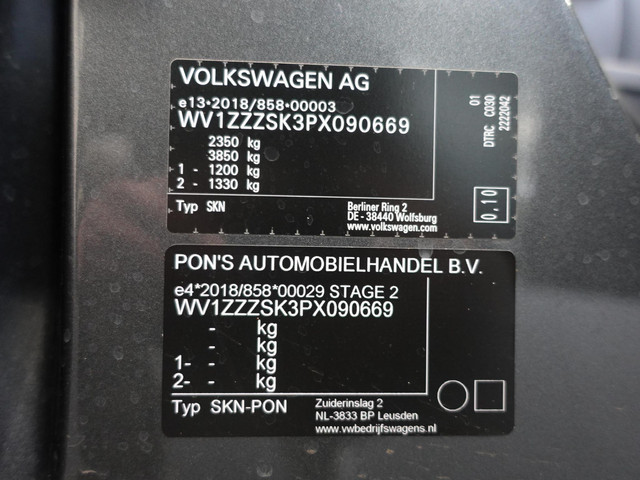 VOLKSWAGEN AG
e13*2018/858*00003
WV1ZZZSK3PX090669
2350 kg
3850 kg
1 - 1200 kg
2 - 1330 kg
Typ SKN
Berliner Ring 2
DE - 38440 Wolfsburg
www.volkswagen.com
01
DTRC C030
2222042
0,10
PON'S AUTOMOBIELHANDEL B.V.
e4*2018/858*00029 STAGE 2
WV1ZZZSK3PX090669
- kg
- kg
1- - kg
2- - kg
Typ SKN-PON
Zuiderinslag 2
NL-3833 BP Leusden
www.vwbedrijfswagens.nl